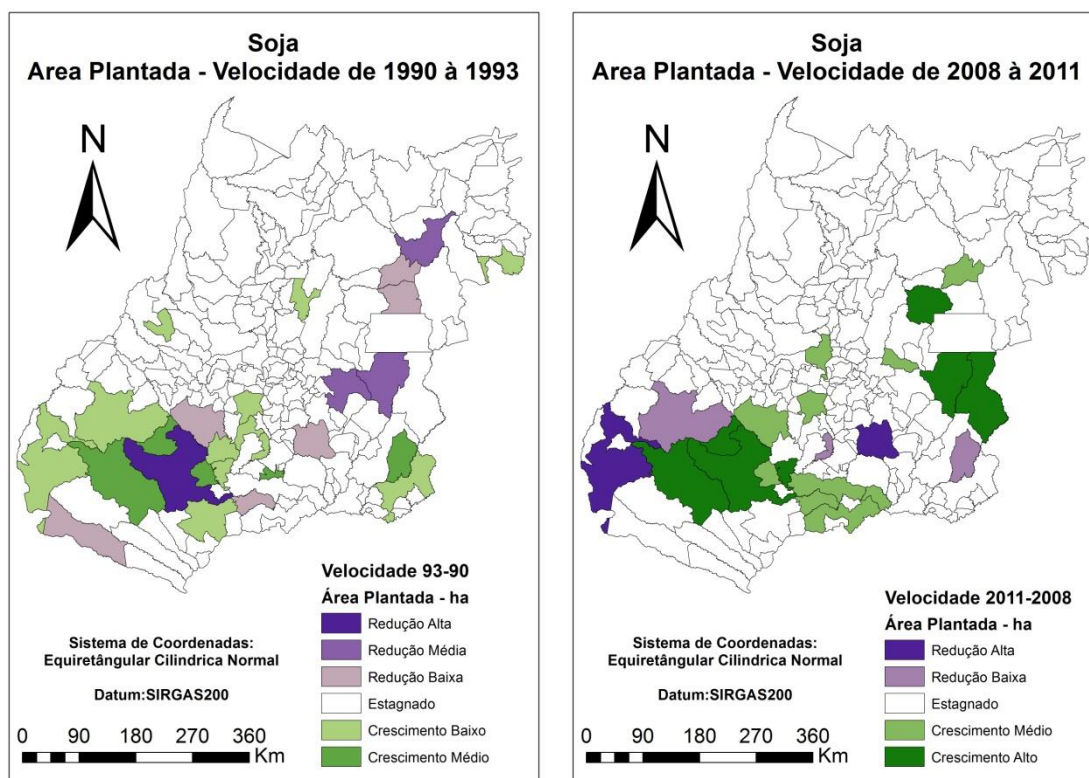 Soja
Area Plantada - Velocidade de 1990 à 1993
N
Velocidade 93-90
Área Plantada - ha
Redução Alta
Redução Média
Redução Baixa
Estagnado
Crescimento Baixo
Crescimento Médio
Sistema de Coordenadas:
Equiretângular Cilindrica Normal
Datum:SIRGAS200
0 90 180 270 360
Km
Soja
Area Plantada - Velocidade de 2008 à 2011
N
Velocidade 2011-2008
Área Plantada - ha
Redução Alta
Redução Baixa
Estagnado
Crescimento Médio
Crescimento Alto
Sistema de Coordenadas:
Equiretângular Cilindrica Normal
Datum:SIRGAS200
0 90 180 270 360
Km